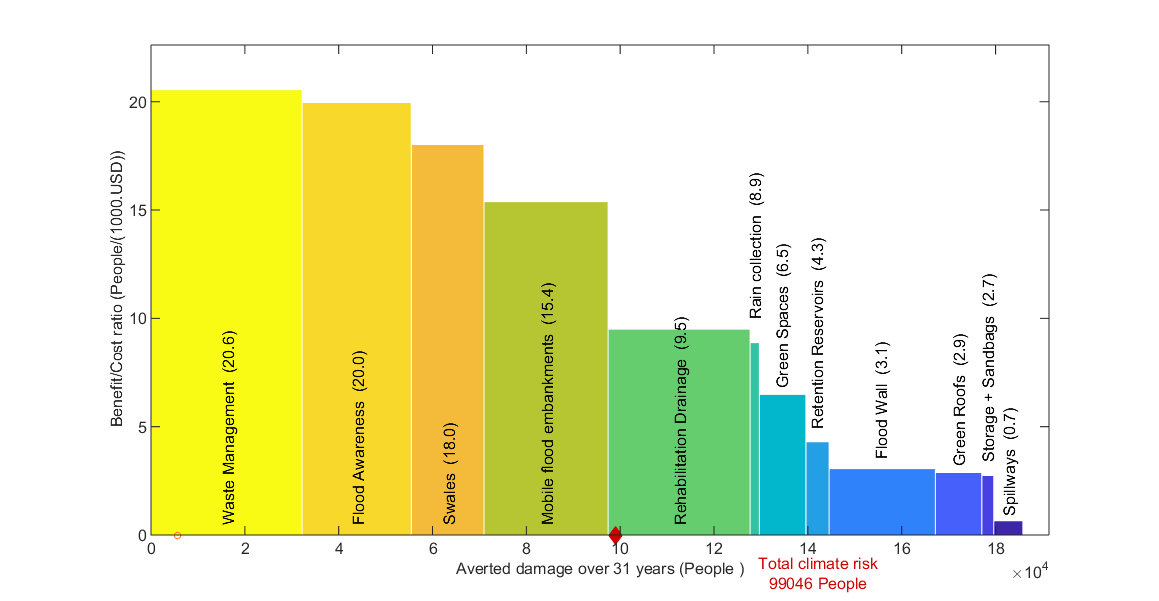 Benefit/Cost ratio (People/(1000.USD))
20
15
10
5
0
Waste Management (20.6)
Flood Awareness (20.0)
Swales (18.0)
Mobile flood embankments (15.4)
Rehabilitation Drainage (9.5)
Rain collection (8.9)
Green Spaces (6.5)
Retention Reservoirs (4.3)
Flood Wall (3.1)
Green Roofs (2.9)
Storage + Sandbags (2.7)
Spillways (0.7)
0 2 4 6 8 10 12 14 16 18
×10⁴
Averted damage over 31 years (People )
Total climate risk
99046 People